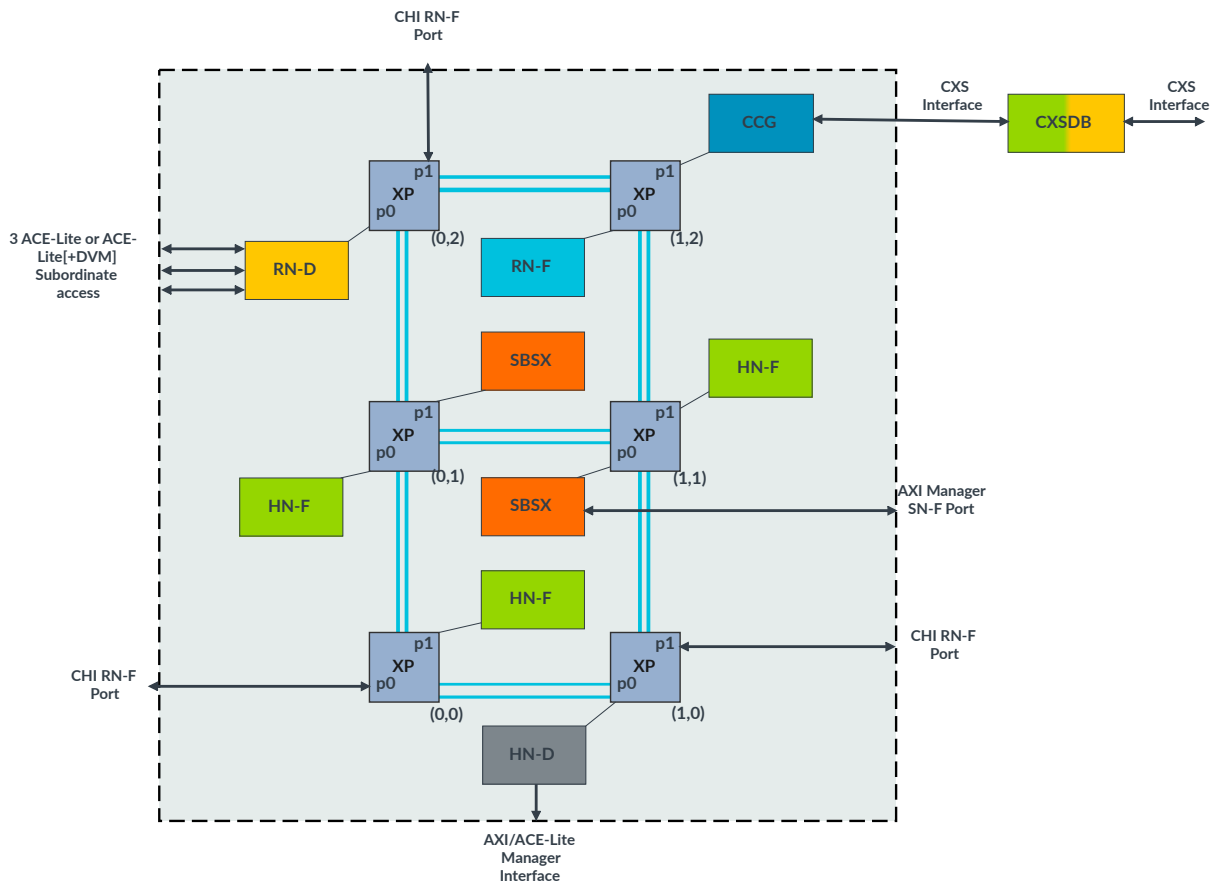 CHI RN-F
Port
CXS
Interface
CXS
Interface
CCG
CXSDB
p1
XP
p0
(0,2)
p1
XP
p0
(1,2)
3 ACE-Lite or ACE-
Lite[+DVM]
Subordinate
access
RN-D
RN-F
SBSX
HN-F
p1
XP
p0
(0,1)
p1
XP
p0
(1,1)
HN-F
SBSX
AXI Manager
SN-F Port
HN-F
p1
XP
p0
(0,0)
p1
XP
p0
(1,0)
CHI RN-F
Port
CHI RN-F
Port
HN-D
AXI/ACE-Lite
Manager
Interface